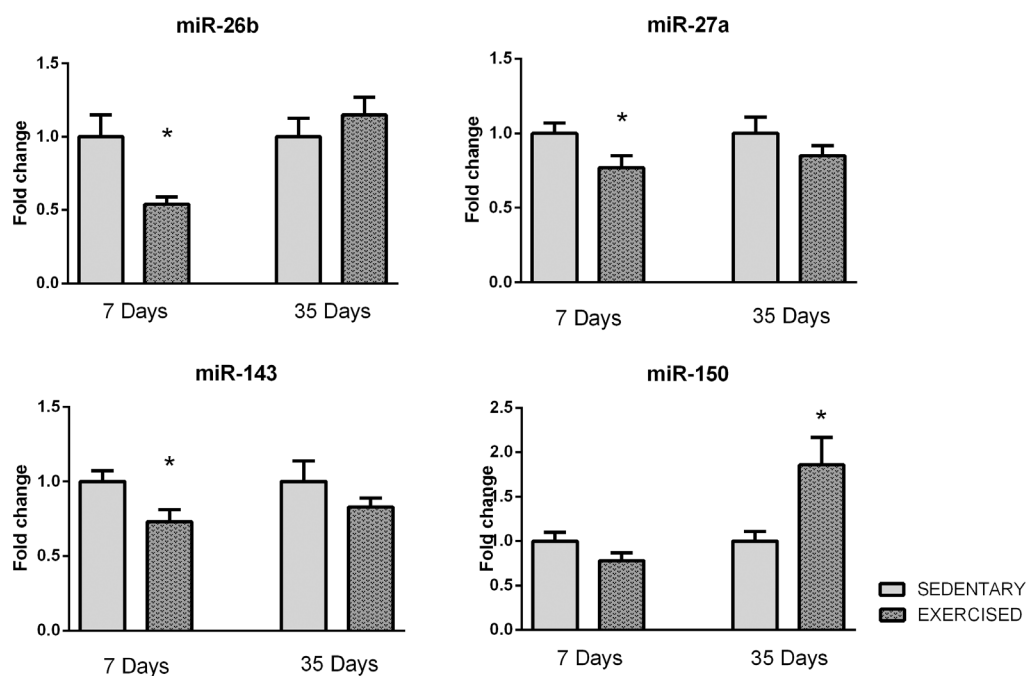 miR-26b
Fold change
1.5
1.0
0.5
0.0
*
7 Days
35 Days
miR-27a
Fold change
1.5
1.0
0.5
0.0
*
7 Days
35 Days
miR-143
Fold change
1.5
1.0
0.5
0.0
*
7 Days
35 Days
miR-150
Fold change
2.5
2.0
1.5
1.0
0.5
0.0
*
7 Days
35 Days
SEDENTARY
EXERCISED